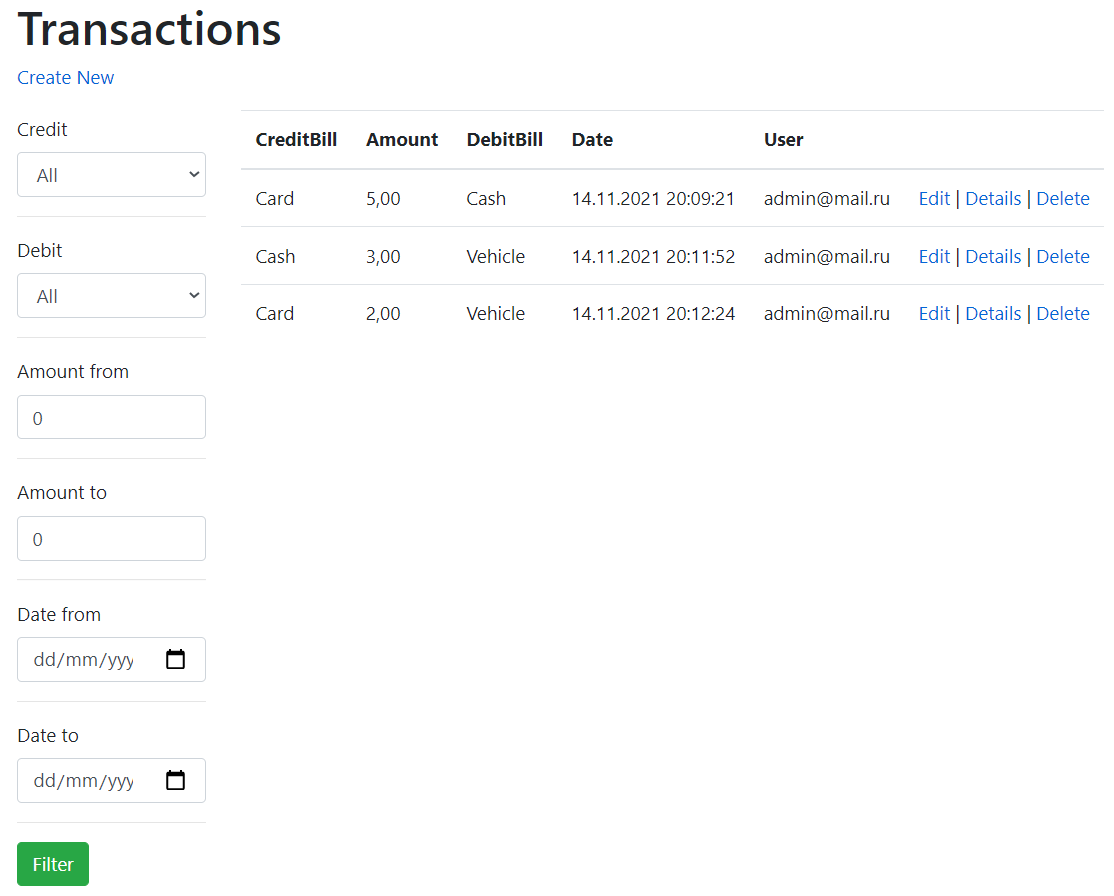 Transactions
Create New
Credit
All
Debit
All
Amount from
0
Amount to
0
Date from
dd/mm/yyy
Date to
dd/mm/yyy
Filter
CreditBill Amount DebitBill Date User
Card 5,00 Cash 14.11.2021 20:09:21 admin@mail.ru Edit | Details | Delete
Cash 3,00 Vehicle 14.11.2021 20:11:52 admin@mail.ru Edit | Details | Delete
Card 2,00 Vehicle 14.11.2021 20:12:24 admin@mail.ru Edit | Details | Delete